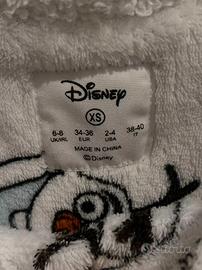 Disney
XS
6-8 34-36 2-4 38-40
UK/IRL EUR USA IT
MADE IN CHINA
©Disney